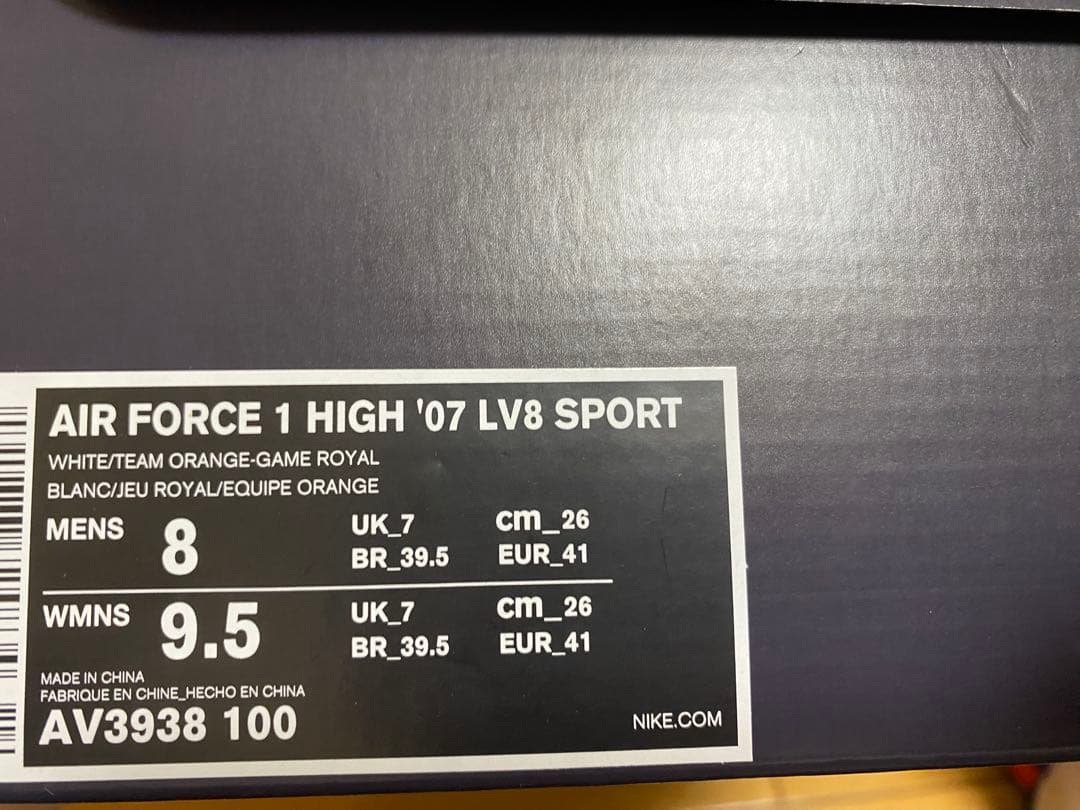 AIR FORCE 1 HIGH '07 LV8 SPORT
WHITE/TEAM ORANGE-GAME ROYAL
BLANC/JEU ROYAL/EQUIPE ORANGE
MENS 8 UK_7 cm_26
BR_39.5 EUR_41
WMNS 9.5 UK_7 cm_26
BR_39.5 EUR_41
MADE IN CHINA
FABRIQUE EN CHINE_HECHO EN CHINA
AV3938 100 NIKE.COM